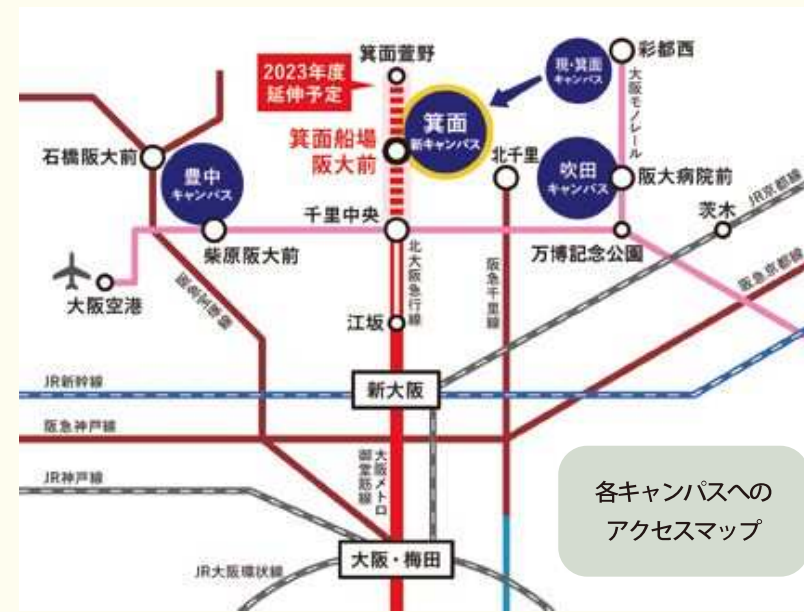 箕面萱野
2023年度
延伸予定
現・箕面
キャンパス
彩都西
大阪モノレール
箕面
新キャンパス
箕面船場
阪大前
石橋阪大前
豊中
キャンパス
北千里
吹田
キャンパス
阪大病院前
JR京都線
茨木
千里中央
柴原阪大前
万博記念公園
大阪空港
阪急宝塚線
北大阪急行線
阪急千里線
阪急京都線
江坂
JR新幹線
新大阪
阪急神戸線
JR神戸線
大阪メトロ
御堂筋線
各キャンパスへの
アクセスマップ
大阪・梅田
JR大阪環状線